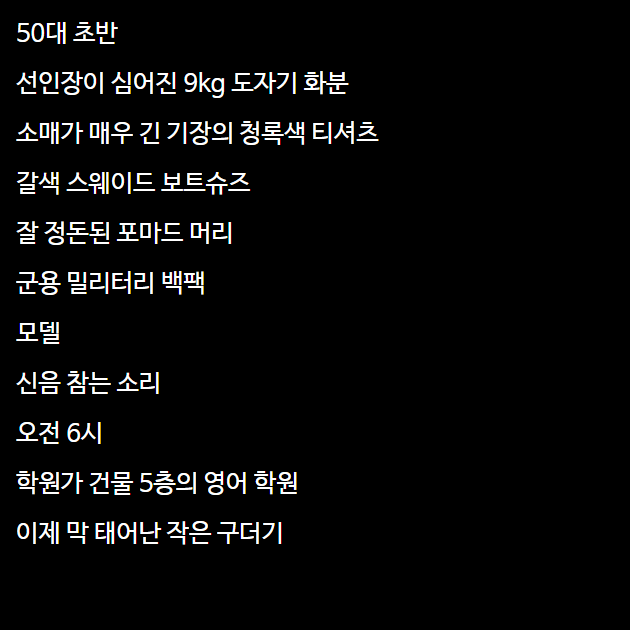 50대 초반
선인장이 심어진 9kg 도자기 화분
소매가 매우 긴 기장의 청록색 티셔츠
갈색 스웨이드 보트슈즈
잘 정돈된 포마드 머리
군용 밀리터리 백팩
모델
신음 참는 소리
오전 6시
학원가 건물 5층의 영어 학원
이제 막 태어난 작은 구더기